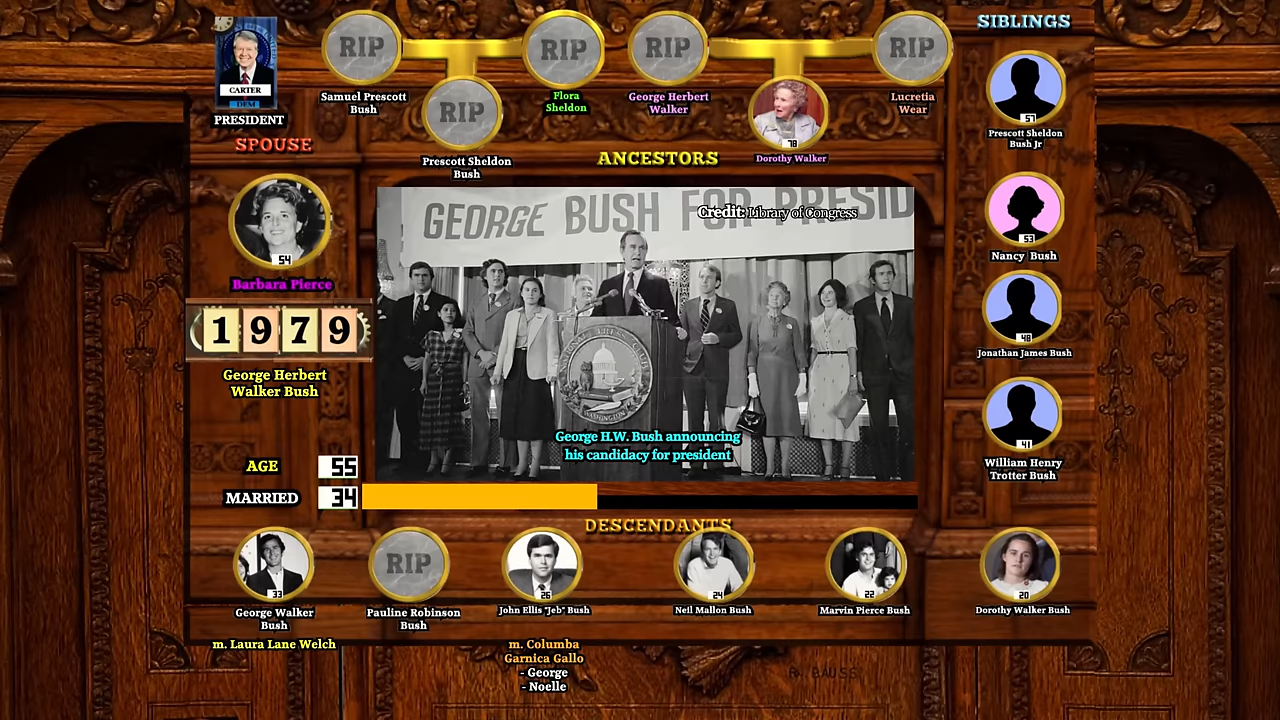 CARTER
DEM
PRESIDENT
RIP
Samuel Prescott
Bush
RIP
Prescott Sheldon
Bush
RIP
Flora
Sheldon
RIP
George Herbert
Walker
78
Dorothy Walker
RIP
Lucretia
Wear
ANCESTORS
SIBLINGS
57
Prescott Sheldon
Bush Jr
53
Nancy Bush
48
Jonathan James Bush
41
William Henry
Trotter Bush
SPOUSE
54
Barbara Pierce
1979
George Herbert
Walker Bush
AGE 55
MARRIED 34
GEORGE BUSH FOR PRESID
Credit: Library of Congress
NATIONAL PRESS CLUB
WASHINGTON
George H.W. Bush announcing
his candidacy for president
DESCENDANTS
33
George Walker
Bush
m. Laura Lane Welch
RIP
Pauline Robinson
Bush
26
John Ellis "Jeb" Bush
m. Columba
Garnica Gallo
- George
- Noelle
24
Neil Mallon Bush
22
Marvin Pierce Bush
20
Dorothy Walker Bush